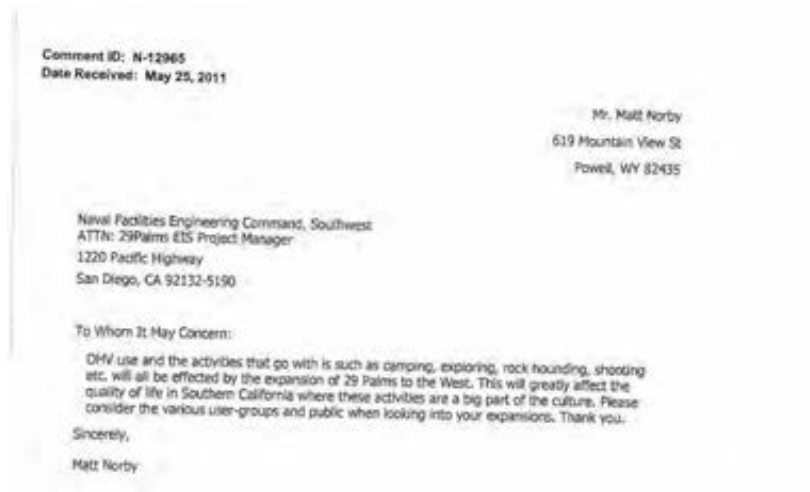 Comment ID: N-12965
Date Received: May 25, 2011
Mr. Matt Norby
619 Mountain View St
Powell, WY 82435
Naval Facilities Engineering Command, Southwest
ATTN: 29Palms EIS Project Manager
1220 Pacific Highway
San Diego, CA 92132-5190
To Whom It May Concern:
OHV use and the activities that go with is such as camping, exploring, rock hounding, shooting
etc. will all be effected by the expansion of 29 Palms to the West. This will greatly affect the
quality of life in Southern California where these activities are a big part of the culture. Please
consider the various user-groups and public when looking into your expansions. Thank you.
Sincerely,
Matt Norby